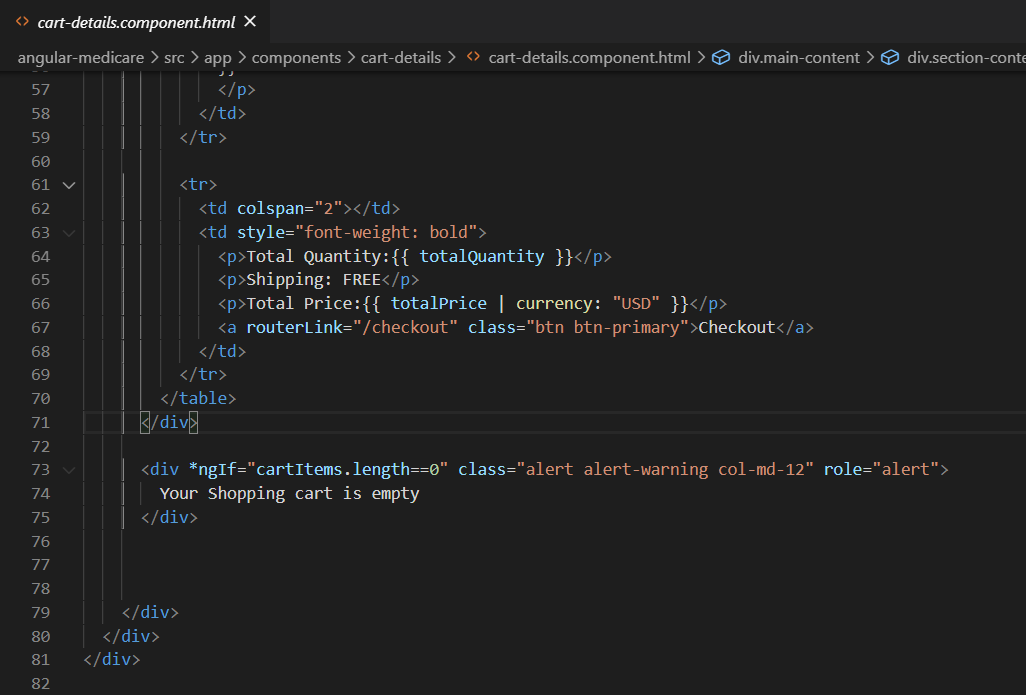 <> cart-details.component.html ×
angular-medicare > src > app > components > cart-details > <> cart-details.component.html > div.main-content > div.section-conte
56 }}
57 </p>
58 </td>
59 </tr>
60
61 <tr>
62 <td colspan="2"></td>
63 <td style="font-weight: bold">
64 <p>Total Quantity:{{ totalQuantity }}</p>
65 <p>Shipping: FREE</p>
66 <p>Total Price:{{ totalPrice | currency: "USD" }}</p>
67 <a routerLink="/checkout" class="btn btn-primary">Checkout</a>
68 </td>
69 </tr>
70 </table>
71 </div>
72
73 <div *ngIf="cartItems.length==0" class="alert alert-warning col-md-12" role="alert">
74 Your Shopping cart is empty
75 </div>
76
77
78
79 </div>
80 </div>
81 </div>
82